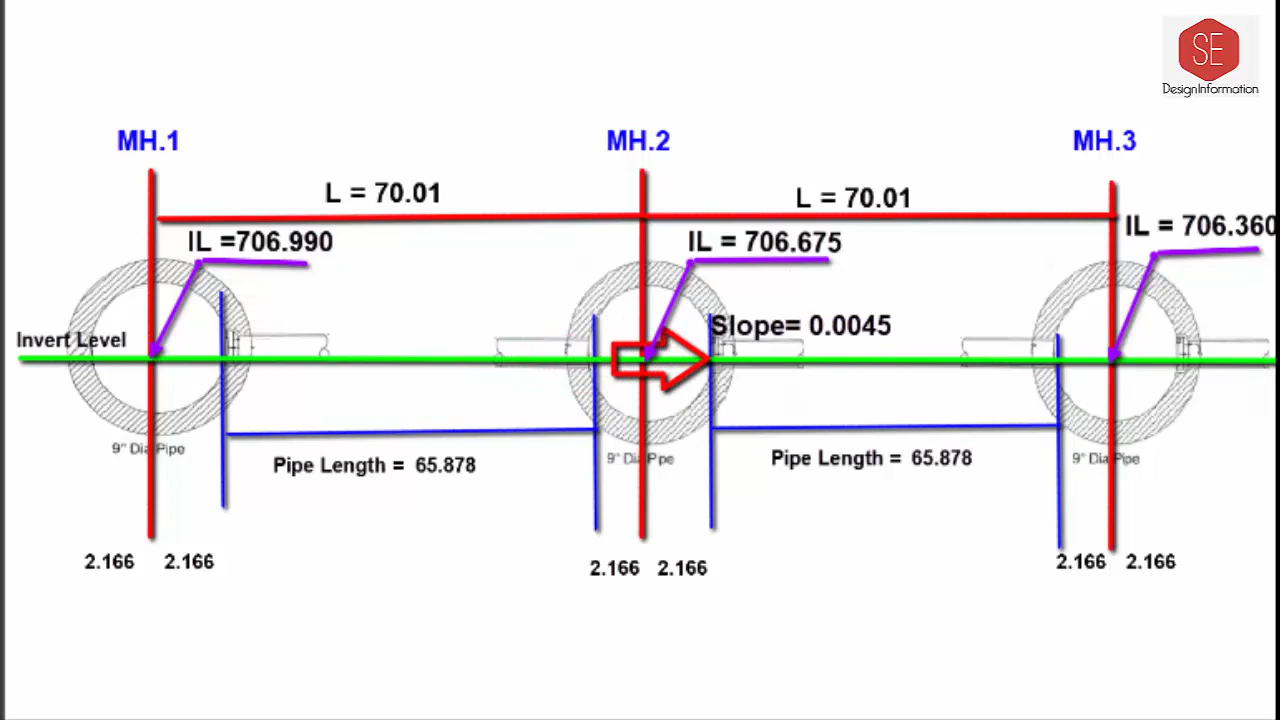 SE
DesignInformation
MH.1
MH.2
MH.3
L = 70.01
L = 70.01
IL =706.990
IL = 706.675
IL = 706.360
Slope= 0.0045
Invert Level
9" Dia Pipe
9" Dia Pipe
9" Dia Pipe
Pipe Length = 65.878
Pipe Length = 65.878
2.166 2.166
2.166 2.166
2.166 2.166